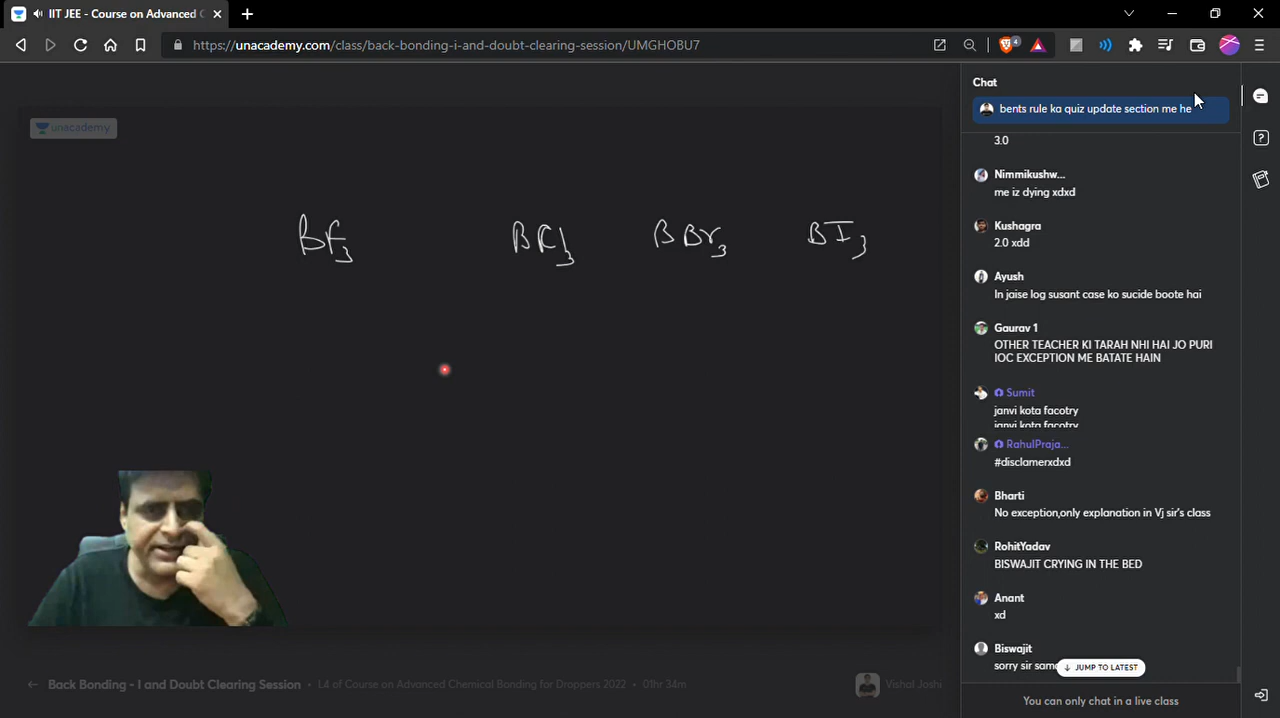 IIT JEE - Course on Advanced C
https://unacademy.com/class/back-bonding-i-and-doubt-clearing-session/UMGHOBU7
4
unacademy
BF3 BCl3 BBr3 BI3
Back Bonding - I and Doubt Clearing Session • L4 of Course on Advanced Chemical Bonding for Droppers 2022 • 01hr 34m
Vishal Joshi
Chat
bents rule ka quiz update section me he
3.0
Nimmikushw...
me iz dying xdxd
Kushagra
2.0 xdd
Ayush
In jaise log susant case ko sucide boote hai
Gaurav 1
OTHER TEACHER KI TARAH NHI HAI JO PURI
IOC EXCEPTION ME BATATE HAIN
Sumit
janvi kota facotry
janvi kota facotry
RahulPraja...
#disclamerxdxd
Bharti
No exception,only explanation in Vj sir's class
RohitYadav
BISWAJIT CRYING IN THE BED
Anant
xd
Biswajit
sorry sir
JUMP TO LATEST
You can only chat in a live class